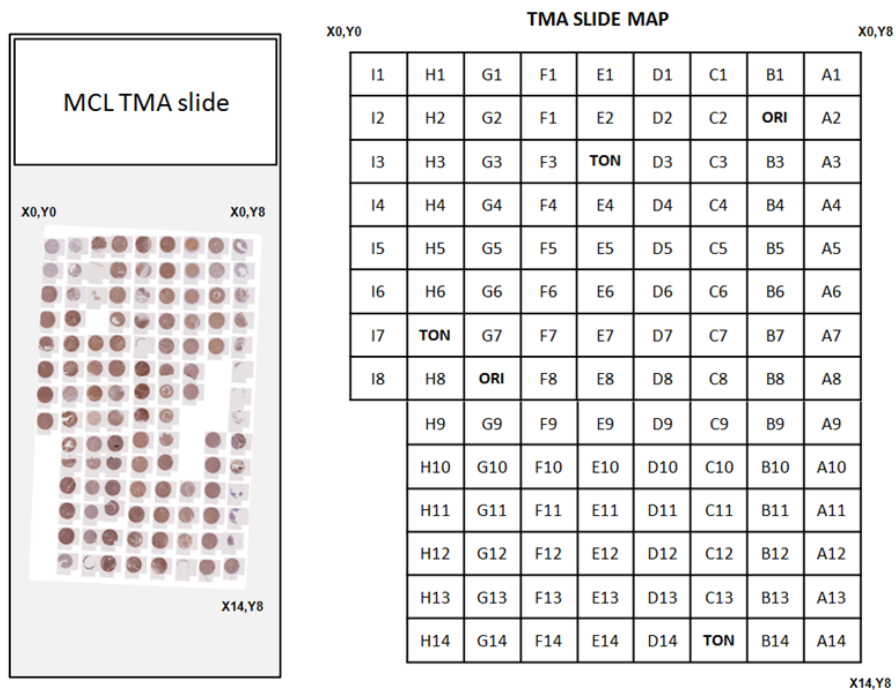 TMA SLIDE MAP
X0,Y0 X0,Y8
MCL TMA slide
X0,Y0 X0,Y8
X14,Y8
I1 H1 G1 F1 E1 D1 C1 B1 A1
I2 H2 G2 F1 E2 D2 C2 ORI A2
I3 H3 G3 F3 TON D3 C3 B3 A3
I4 H4 G4 F4 E4 D4 C4 B4 A4
I5 H5 G5 F5 E5 D5 C5 B5 A5
I6 H6 G6 F6 E6 D6 C6 B6 A6
I7 TON G7 F7 E7 D7 C7 B7 A7
I8 H8 ORI F8 E8 D8 C8 B8 A8
H9 G9 F9 E9 D9 C9 B9 A9
H10 G10 F10 E10 D10 C10 B10 A10
H11 G11 F11 E11 D11 C11 B11 A11
H12 G12 F12 E12 D12 C12 B12 A12
H13 G13 F13 E13 D13 C13 B13 A13
H14 G14 F14 E14 D14 TON B14 A14
X14,Y8